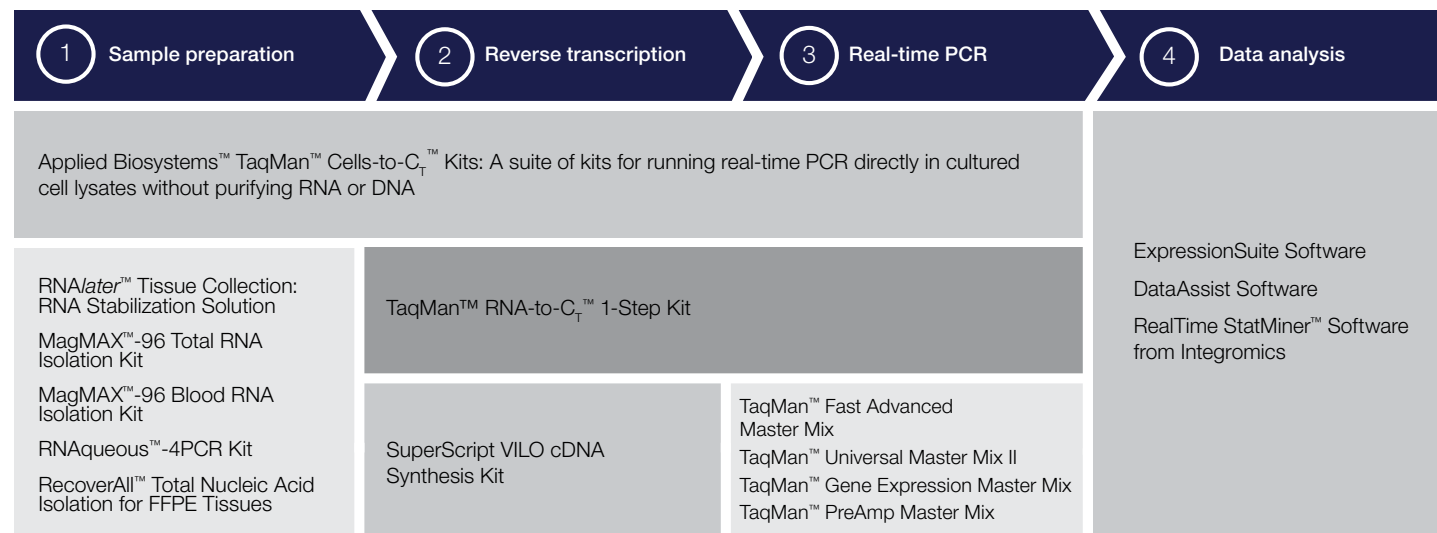 1 Sample preparation
2 Reverse transcription
3 Real-time PCR
4 Data analysis
Applied Biosystems™ TaqMan™ Cells-to-CT™ Kits: A suite of kits for running real-time PCR directly in cultured
cell lysates without purifying RNA or DNA
RNAlater™ Tissue Collection:
RNA Stabilization Solution
MagMAX™-96 Total RNA
Isolation Kit
MagMAX™-96 Blood RNA
Isolation Kit
RNAqueous™-4PCR Kit
RecoverAll™ Total Nucleic Acid
Isolation for FFPE Tissues
TaqMan™ RNA-to-CT™ 1-Step Kit
SuperScript VILO cDNA
Synthesis Kit
TaqMan™ Fast Advanced
Master Mix
TaqMan™ Universal Master Mix II
TaqMan™ Gene Expression Master Mix
TaqMan™ PreAmp Master Mix
ExpressionSuite Software
DataAssist Software
RealTime StatMiner™ Software
from Integromics